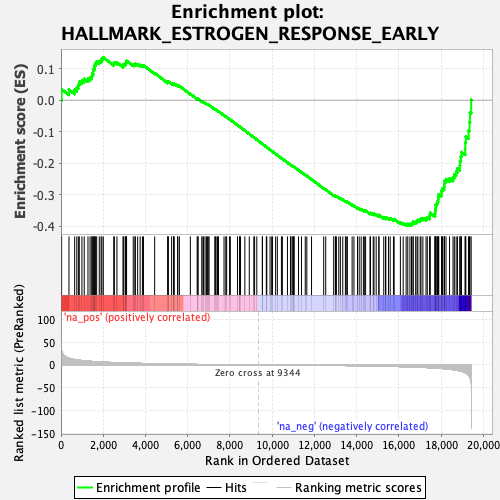 Enrichment plot:
HALLMARK_ESTROGEN_RESPONSE_EARLY
Enrichment score (ES)
0.1
0.0
-0.1
-0.2
-0.3
-0.4
'na_pos' (positively correlated)
Ranked list metric (PreRanked)
100
50
0
-50
-100
-150
Zero cross at 9344
'na_neg' (negatively correlated)
0
2,000
4,000
6,000
8,000
10,000
12,000
14,000
16,000
18,000
20,000
Rank in Ordered Dataset
Enrichment profile
Hits
Ranking metric scores